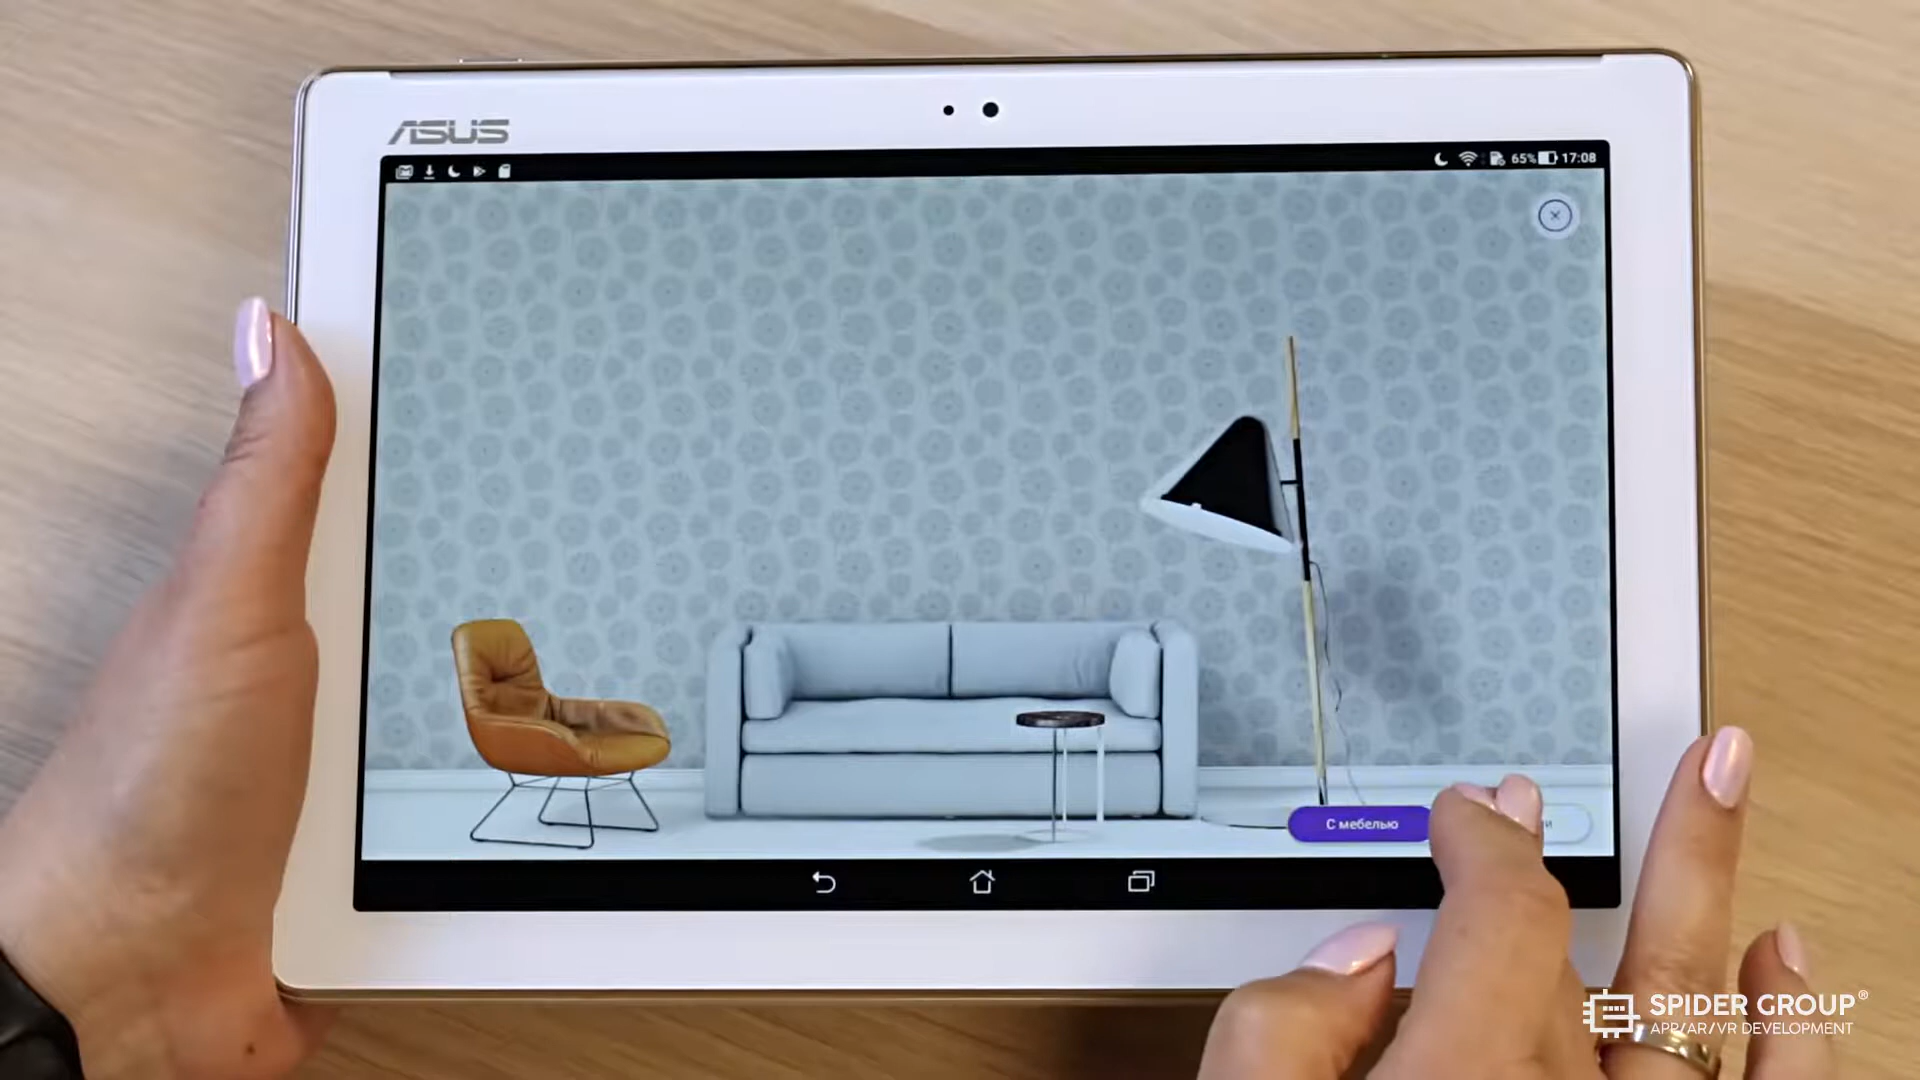 ASUS
65% 17:08
С мебелью
SPIDER GROUP®
APP/AR/VR DEVELOPMENT